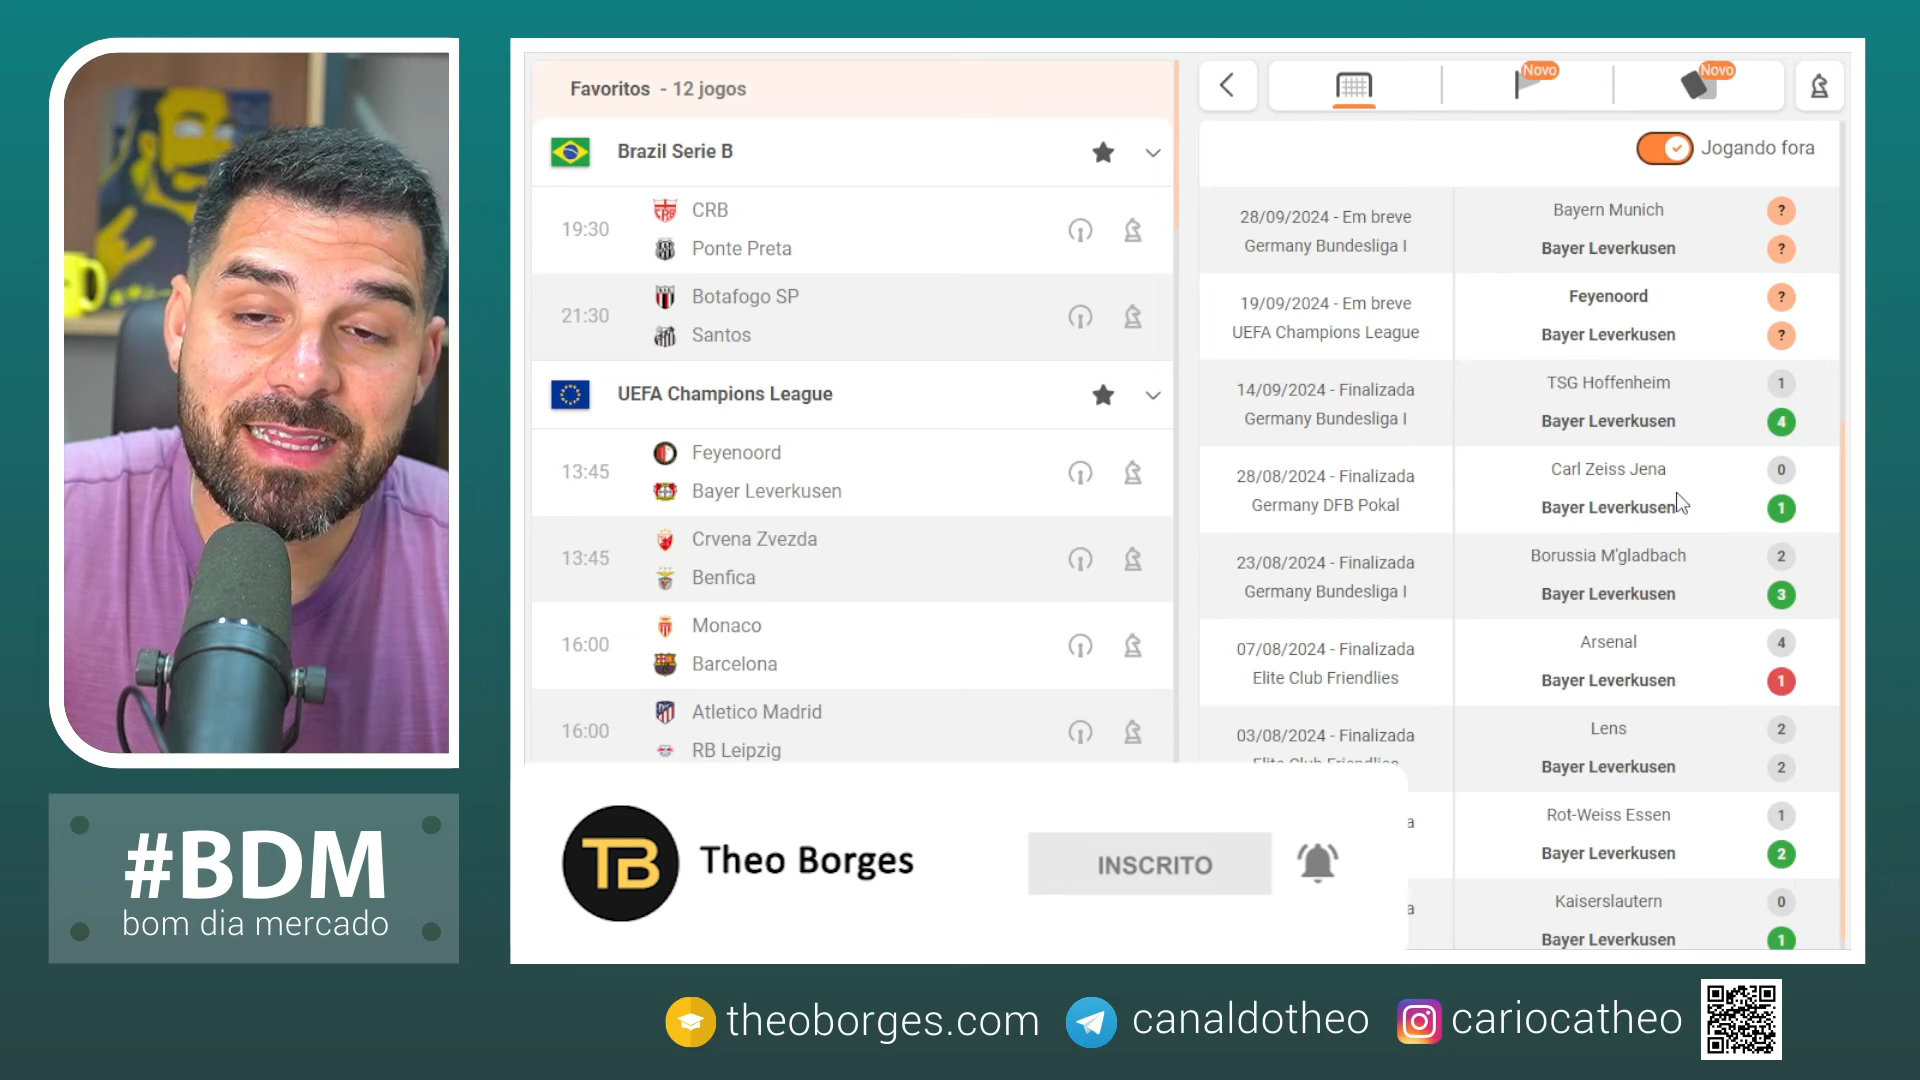 Favoritos - 12 jogos
Brazil Serie B
19:30
CRB
Ponte Preta
21:30
Botafogo SP
Santos
UEFA Champions League
13:45
Feyenoord
Bayer Leverkusen
13:45
Crvena Zvezda
Benfica
16:00
Monaco
Barcelona
16:00
Atletico Madrid
RB Leipzig
Novo
Novo
Jogando fora
28/09/2024 - Em breve
Germany Bundesliga I
Bayern Munich ?
Bayer Leverkusen ?
19/09/2024 - Em breve
UEFA Champions League
Feyenoord ?
Bayer Leverkusen ?
14/09/2024 - Finalizada
Germany Bundesliga I
TSG Hoffenheim 1
Bayer Leverkusen 4
28/08/2024 - Finalizada
Germany DFB Pokal
Carl Zeiss Jena 0
Bayer Leverkusen 1
23/08/2024 - Finalizada
Germany Bundesliga I
Borussia M'gladbach 2
Bayer Leverkusen 3
07/08/2024 - Finalizada
Elite Club Friendlies
Arsenal 4
Bayer Leverkusen 1
03/08/2024 - Finalizada
Elite Club Friendlies
Lens 2
Bayer Leverkusen 2
a
Rot-Weiss Essen 1
Bayer Leverkusen 2
a
Kaiserslautern 0
Bayer Leverkusen 1
TB
Theo Borges
INSCRITO
#BDM
bom dia mercado
theoborges.com
canaldotheo
cariocatheo